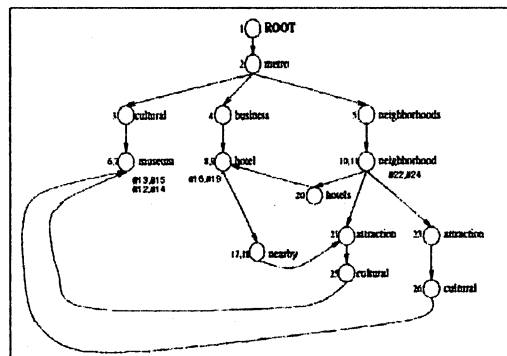 1 ROOT
2 metro
3 cultural
4 business
5 neighborhoods
6,7 museum
8,9 hotel
10,11 neighborhood
#13,#15
#12,#14
#16,#19
#22,#24
20 hotels
17,18 nearby
21 attraction
23 attraction
25 cultural
26 cultural